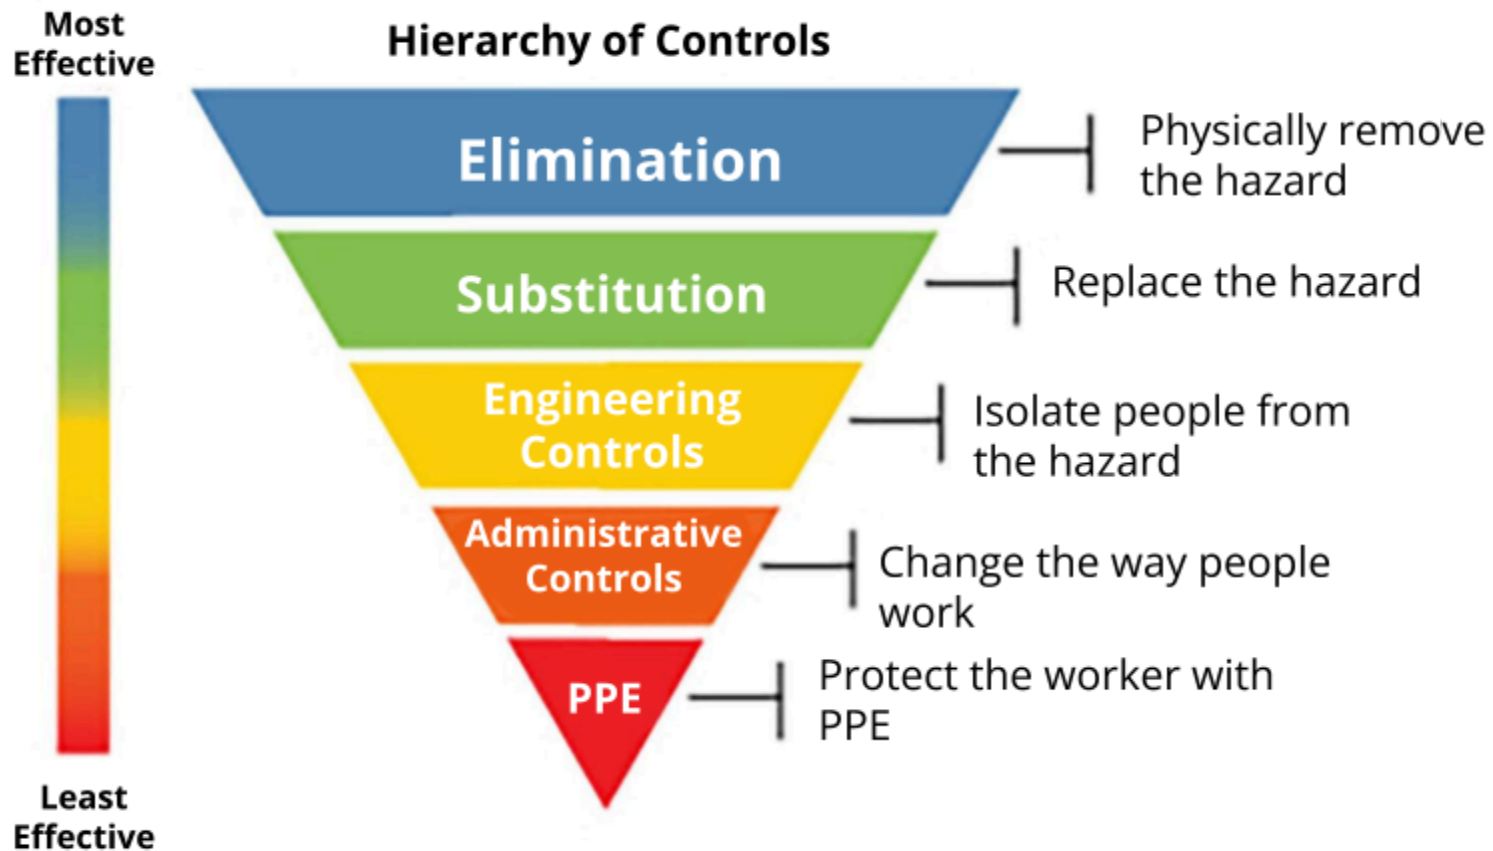 Most
Effective
Hierarchy of Controls
Elimination
Physically remove
the hazard
Substitution
Replace the hazard
Engineering
Controls
Isolate people from
the hazard
Administrative
Controls
Change the way people
work
PPE
Protect the worker with
PPE
Least
Effective